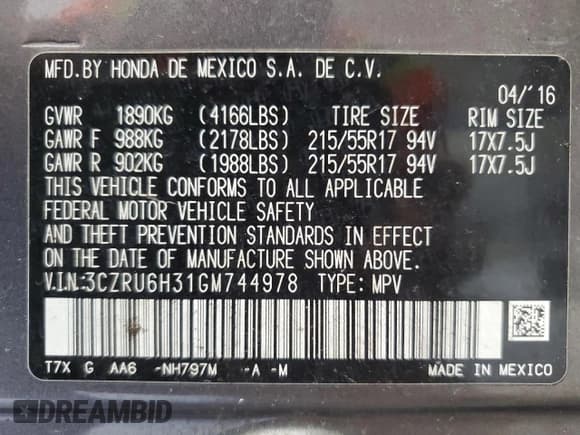 MFD.BY HONDA DE MEXICO S.A. DE C.V.
04/'16
GVWR 1890KG (4166LBS) TIRE SIZE RIM SIZE
GAWR F 988KG (2178LBS) 215/55R17 94V 17X7.5J
GAWR R 902KG (1988LBS) 215/55R17 94V 17X7.5J
THIS VEHICLE CONFORMS TO ALL APPLICABLE
FEDERAL MOTOR VEHICLE SAFETY
AND THEFT PREVENTION STANDARDS IN EFFECT
ON THE DATE OF MANUFACTURE SHOWN ABOVE.
V.I.N:3CZRU6H31GM744978 TYPE: MPV
T7X G AA6 -NH797M -A -M MADE IN MEXICO
DREAMBID